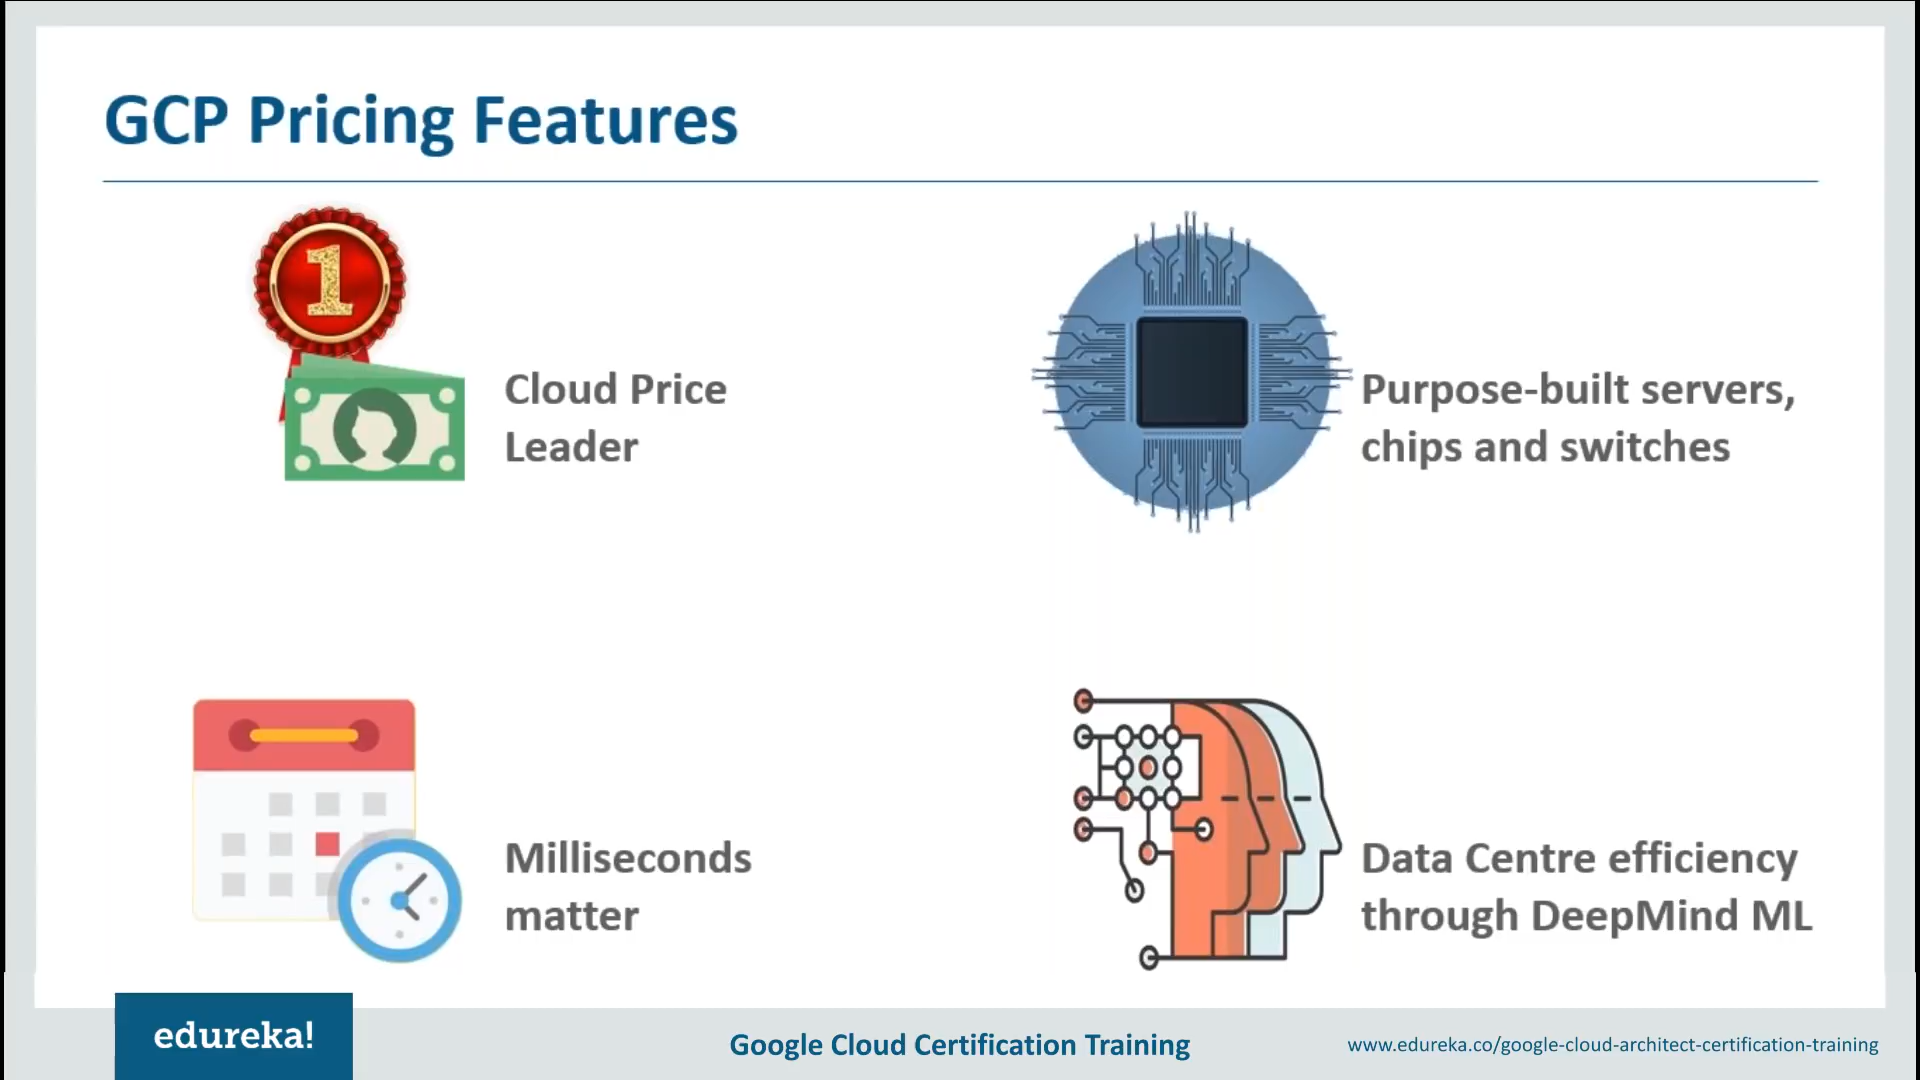 GCP Pricing Features
1
Cloud Price
Leader
Purpose-built servers,
chips and switches
Milliseconds
matter
Data Centre efficiency
through DeepMind ML
edureka!
Google Cloud Certification Training
www.edureka.co/google-cloud-architect-certification-training